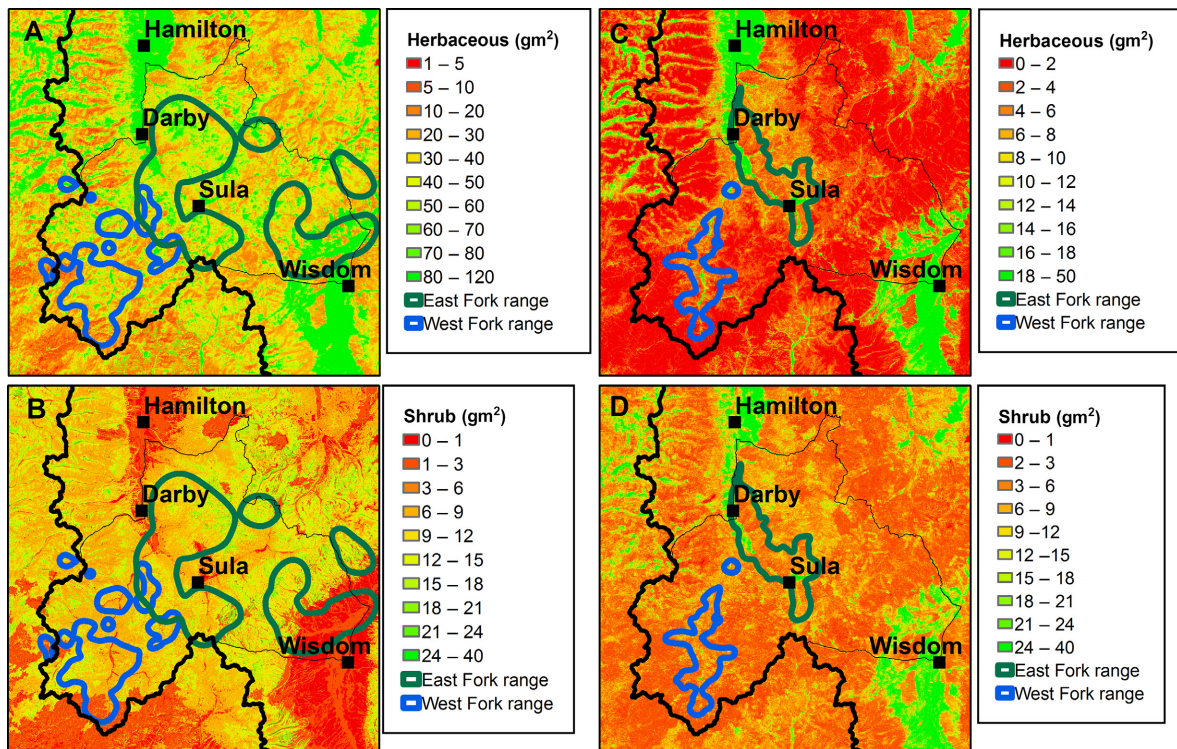 A
Hamilton
Darby
Sula
Wisdom
Herbaceous (gm²)
1 – 5
5 – 10
10 – 20
20 – 30
30 – 40
40 – 50
50 – 60
60 – 70
70 – 80
80 – 120
East Fork range
West Fork range
C
Hamilton
Darby
Sula
Wisdom
Herbaceous (gm²)
0 – 2
2 – 4
4 – 6
6 – 8
8 – 10
10 – 12
12 – 14
14 – 16
16 – 18
18 – 50
East Fork range
West Fork range
B
Hamilton
Darby
Sula
Wisdom
Shrub (gm²)
0 – 1
1 – 3
3 – 6
6 – 9
9 – 12
12 – 15
15 – 18
18 – 21
21 – 24
24 – 40
East Fork range
West Fork range
D
Hamilton
Darby
Sula
Wisdom
Shrub (gm²)
0 – 1
2 – 3
3 – 6
6 – 9
9 –12
12 –15
15 – 18
18 – 21
21 – 24
24 – 40
East Fork range
West Fork range